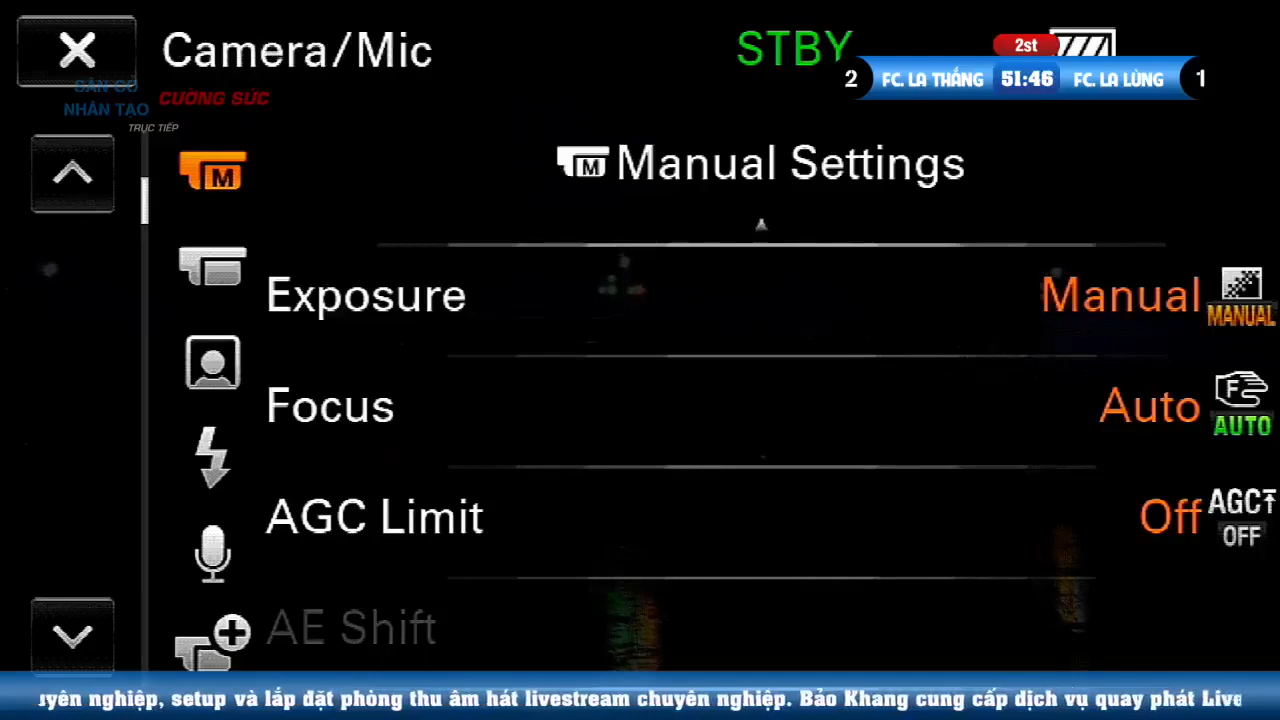 Camera/Mic
STBY
2st
2 FC. LA THẮNG 51:46 FC. LA LÙNG 1
SÂN CỎ
NHÂN TẠO CƯỜNG SỨC
TRỰC TIẾP
M
M Manual Settings
Exposure Manual
MANUAL
Focus Auto
F
AUTO
AGC Limit Off
AGC
OFF
AE Shift
nghiệp, setup và lắp đặt phòng thu âm hát livestream chuyên nghiệp. Bảo Khang cung cấp dịch vụ quay phát